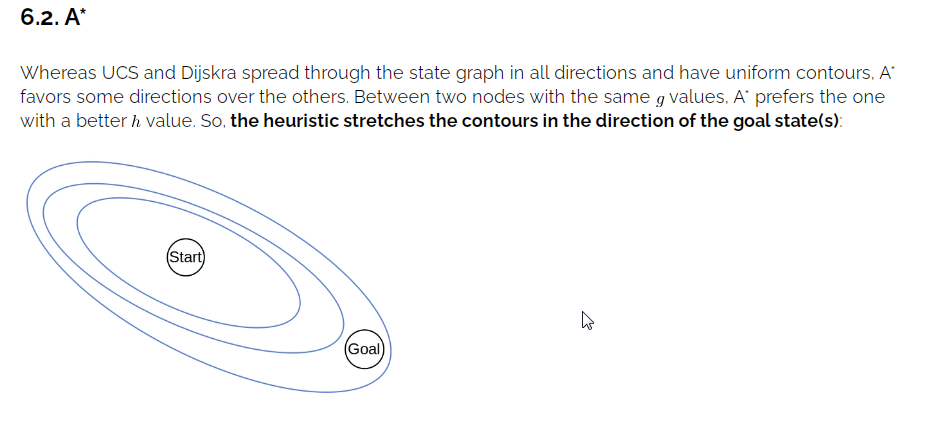 6.2. A*
Whereas UCS and Dijskra spread through the state graph in all directions and have uniform contours, A*
favors some directions over the others. Between two nodes with the same g values, A* prefers the one
with a better h value. So, the heuristic stretches the contours in the direction of the goal state(s):
Start
Goal